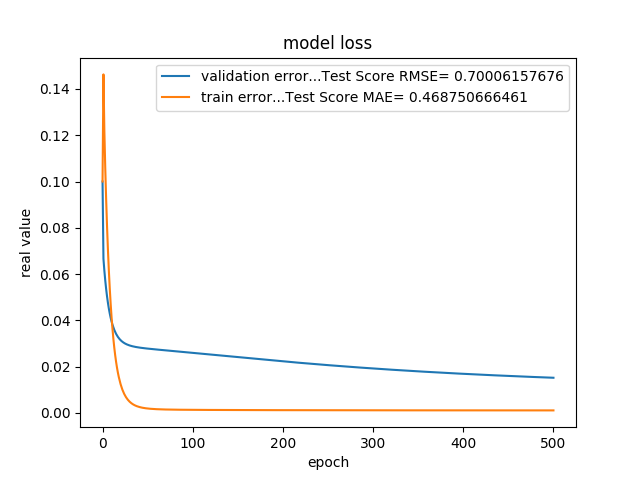 model loss
validation error...Test Score RMSE= 0.70006157676
train error...Test Score MAE= 0.468750666461
0.14
0.12
0.10
0.08
0.06
0.04
0.02
0.00
real value
0 100 200 300 400 500
epoch